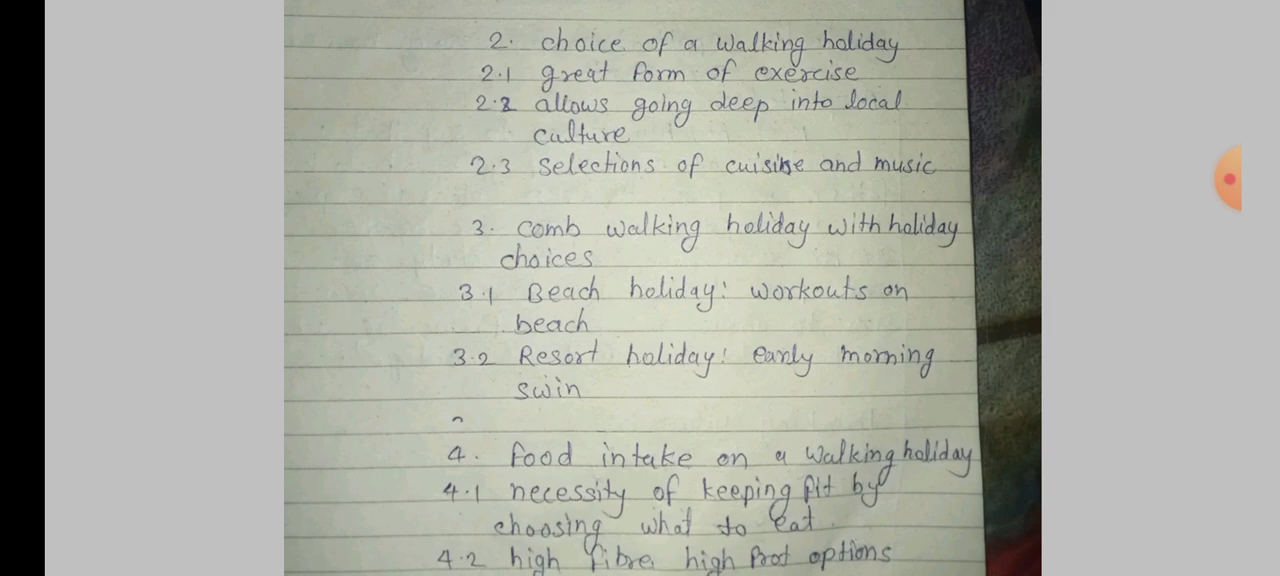 2. choice of a walking holiday
2.1 great form of exercise
2.2 allows going deep into local
culture
2.3 selections of cuisine and music
3. comb walking holiday with holiday
choices
3.1 Beach holiday: workouts on
beach
3.2 Resort holiday: early morning
swin
4. food intake on a walking holiday
4.1 necessity of keeping fit by
choosing what to eat
4.2 high fibre, high Prot options